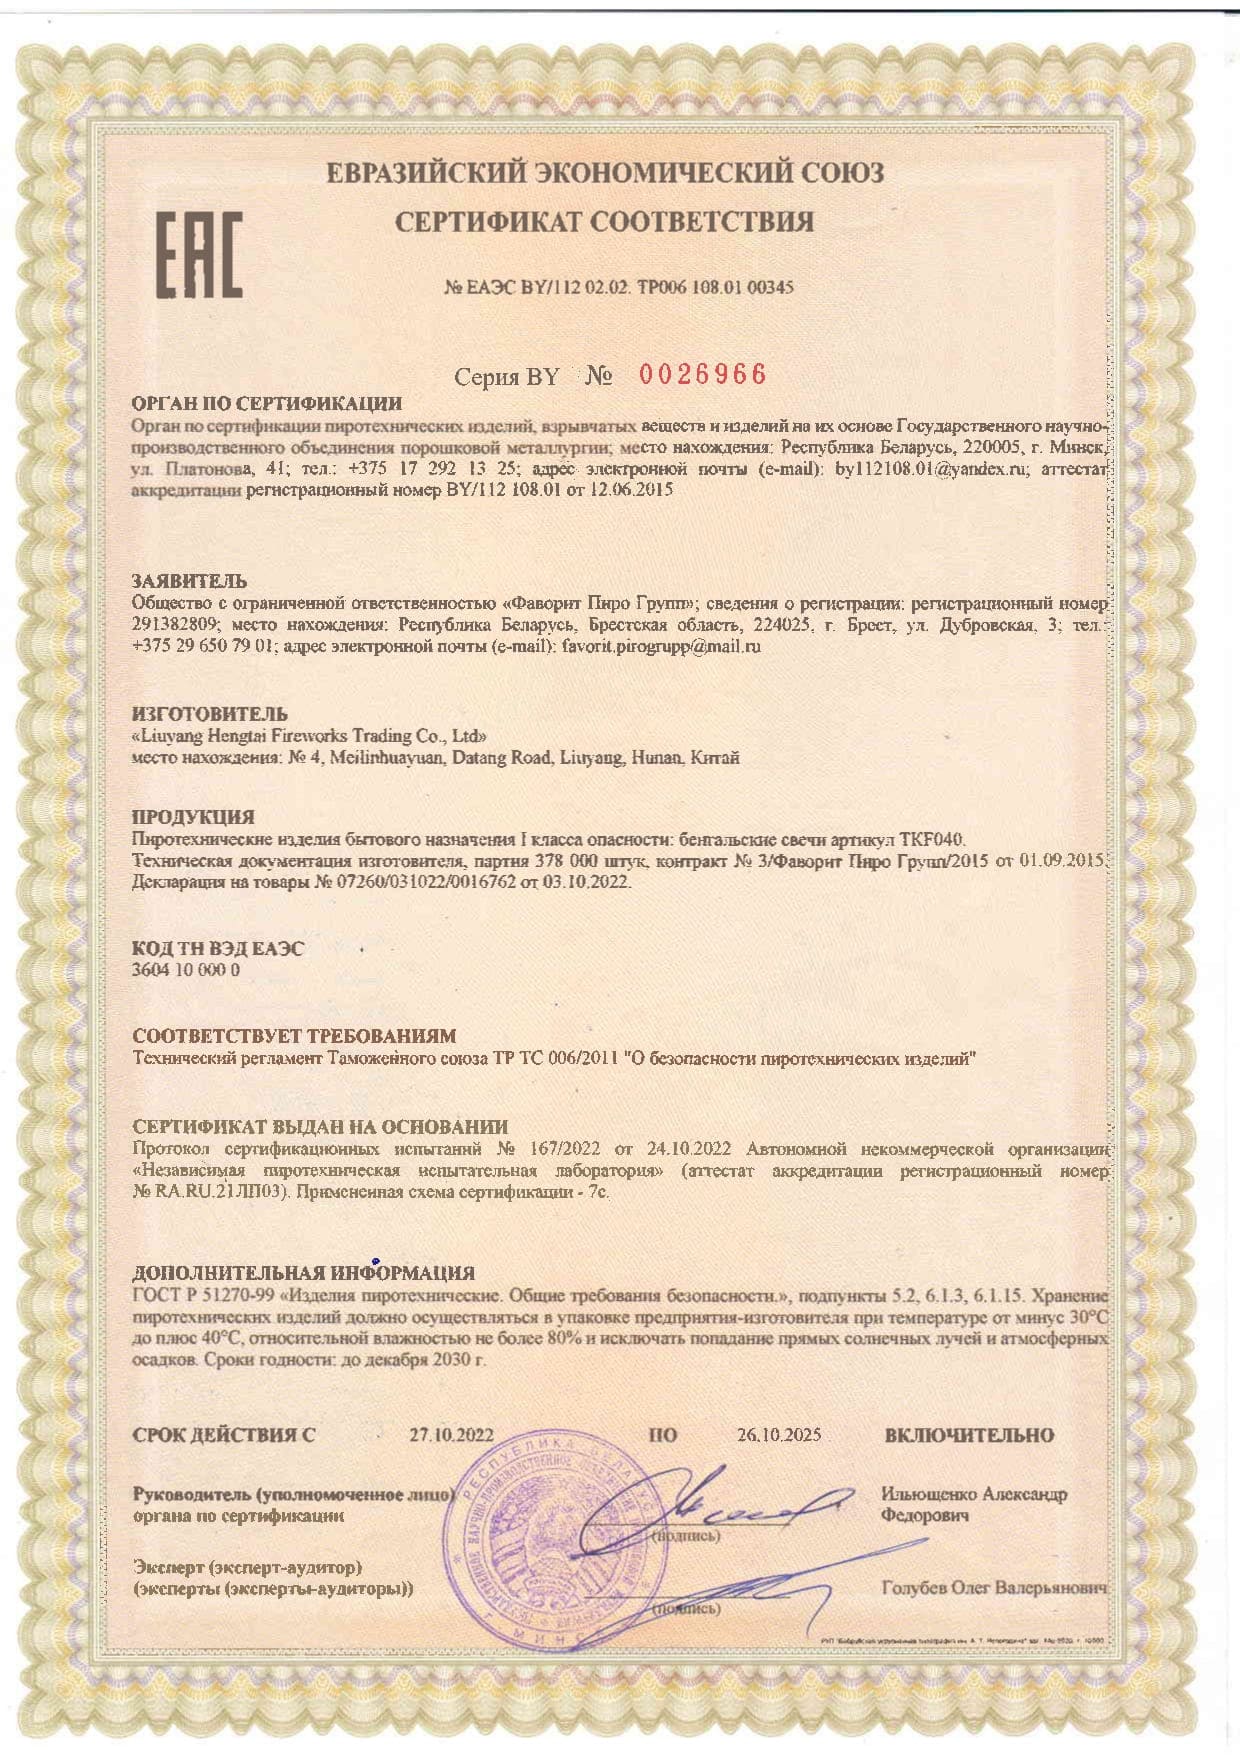 ЕВРАЗИЙСКИЙ ЭКОНОМИЧЕСКИЙ СОЮЗ
EAC
СЕРТИФИКАТ СООТВЕТСТВИЯ
№ ЕАЭС BY/112 02.02. ТР006 108.01 00345
Серия BY № 0026966
ОРГАН ПО СЕРТИФИКАЦИИ
Орган по сертификации пиротехнических изделий, взрывчатых веществ и изделий на их основе Государственного научно-
производственного объединения порошковой металлургии; место нахождения: Республика Беларусь, 220005, г. Минск,
ул. Платонова, 41; тел.: +375 17 292 13 25; адрес электронной почты (e-mail): by112108.01@yandex.ru; аттестат
аккредитации регистрационный номер BY/112 108.01 от 12.06.2015
ЗАЯВИТЕЛЬ
Общество с ограниченной ответственностью «Фаворит Пиро Групп»; сведения о регистрации: регистрационный номер
291382809; место нахождения: Республика Беларусь, Брестская область, 224025, г. Брест, ул. Дубровская, 3; тел.:
+375 29 650 79 01; адрес электронной почты (e-mail): favorit.pirogrupp@mail.ru
ИЗГОТОВИТЕЛЬ
«Liuyang Hengtai Fireworks Trading Co., Ltd»
место нахождения: № 4, Meilinhuayuan, Datang Road, Liuyang, Hunan, Китай
ПРОДУКЦИЯ
Пиротехнические изделия бытового назначения I класса опасности: бенгальские свечи артикул TKF040.
Техническая документация изготовителя, партия 378 000 штук, контракт № 3/Фаворит Пиро Групп/2015 от 01.09.2015,
Декларация на товары № 07260/031022/0016762 от 03.10.2022.
КОД ТН ВЭД ЕАЭС
3604 10 000 0
СООТВЕТСТВУЕТ ТРЕБОВАНИЯМ
Технический регламент Таможенного союза ТР ТС 006/2011 "О безопасности пиротехнических изделий"
СЕРТИФИКАТ ВЫДАН НА ОСНОВАНИИ
Протокол сертификационных испытаний № 167/2022 от 24.10.2022 Автономной некоммерческой организации
«Независимая пиротехническая испытательная лаборатория» (аттестат аккредитации регистрационный номер
№ RA.RU.21ЛП03). Примененная схема сертификации - 7с.
ДОПОЛНИТЕЛЬНАЯ ИНФОРМАЦИЯ
ГОСТ Р 51270-99 «Изделия пиротехнические. Общие требования безопасности.», подпункты 5.2, 6.1.3, 6.1.15. Хранение
пиротехнических изделий должно осуществляться в упаковке предприятия-изготовителя при температуре от минус 30°С
до плюс 40°С, относительной влажностью не более 80% и исключать попадание прямых солнечных лучей и атмосферных
осадков. Сроки годности: до декабря 2030 г.
СРОК ДЕЙСТВИЯ С 27.10.2022 ПО 26.10.2025 ВКЛЮЧИТЕЛЬНО
РЕСПУБЛИКА БЕЛАРУСЬ
Г. МИНСК
Руководитель (уполномоченное лицо) Ильющенко Александр
органа по сертификации (подпись) Федорович
Эксперт (эксперт-аудитор)
(эксперты (эксперты-аудиторы)) (подпись) Голубев Олег Валерьянович